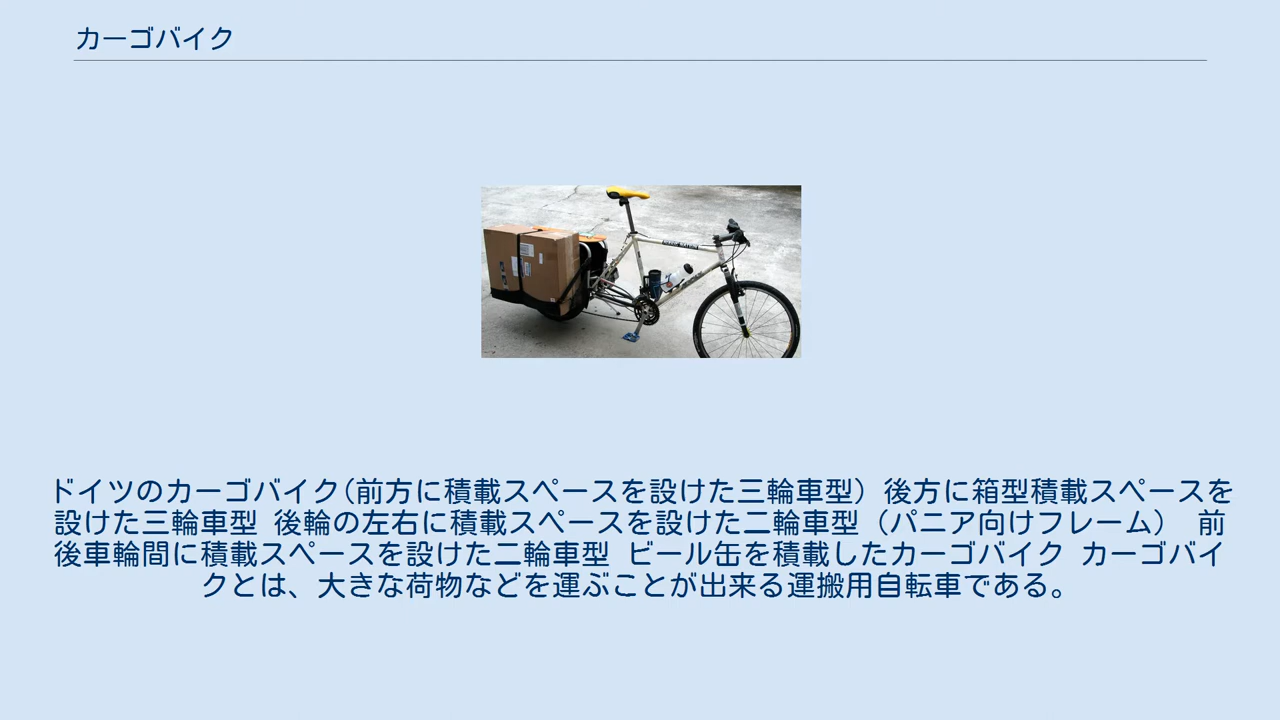 カーゴバイク
ドイツのカーゴバイク(前方に積載スペースを設けた三輪車型) 後方に箱型積載スペースを
設けた三輪車型 後輪の左右に積載スペースを設けた二輪車型（パニア向けフレーム） 前
後車輪間に積載スペースを設けた二輪車型 ビール缶を積載したカーゴバイク カーゴバイ
クとは、大きな荷物などを運ぶことが出来る運搬用自転車である。